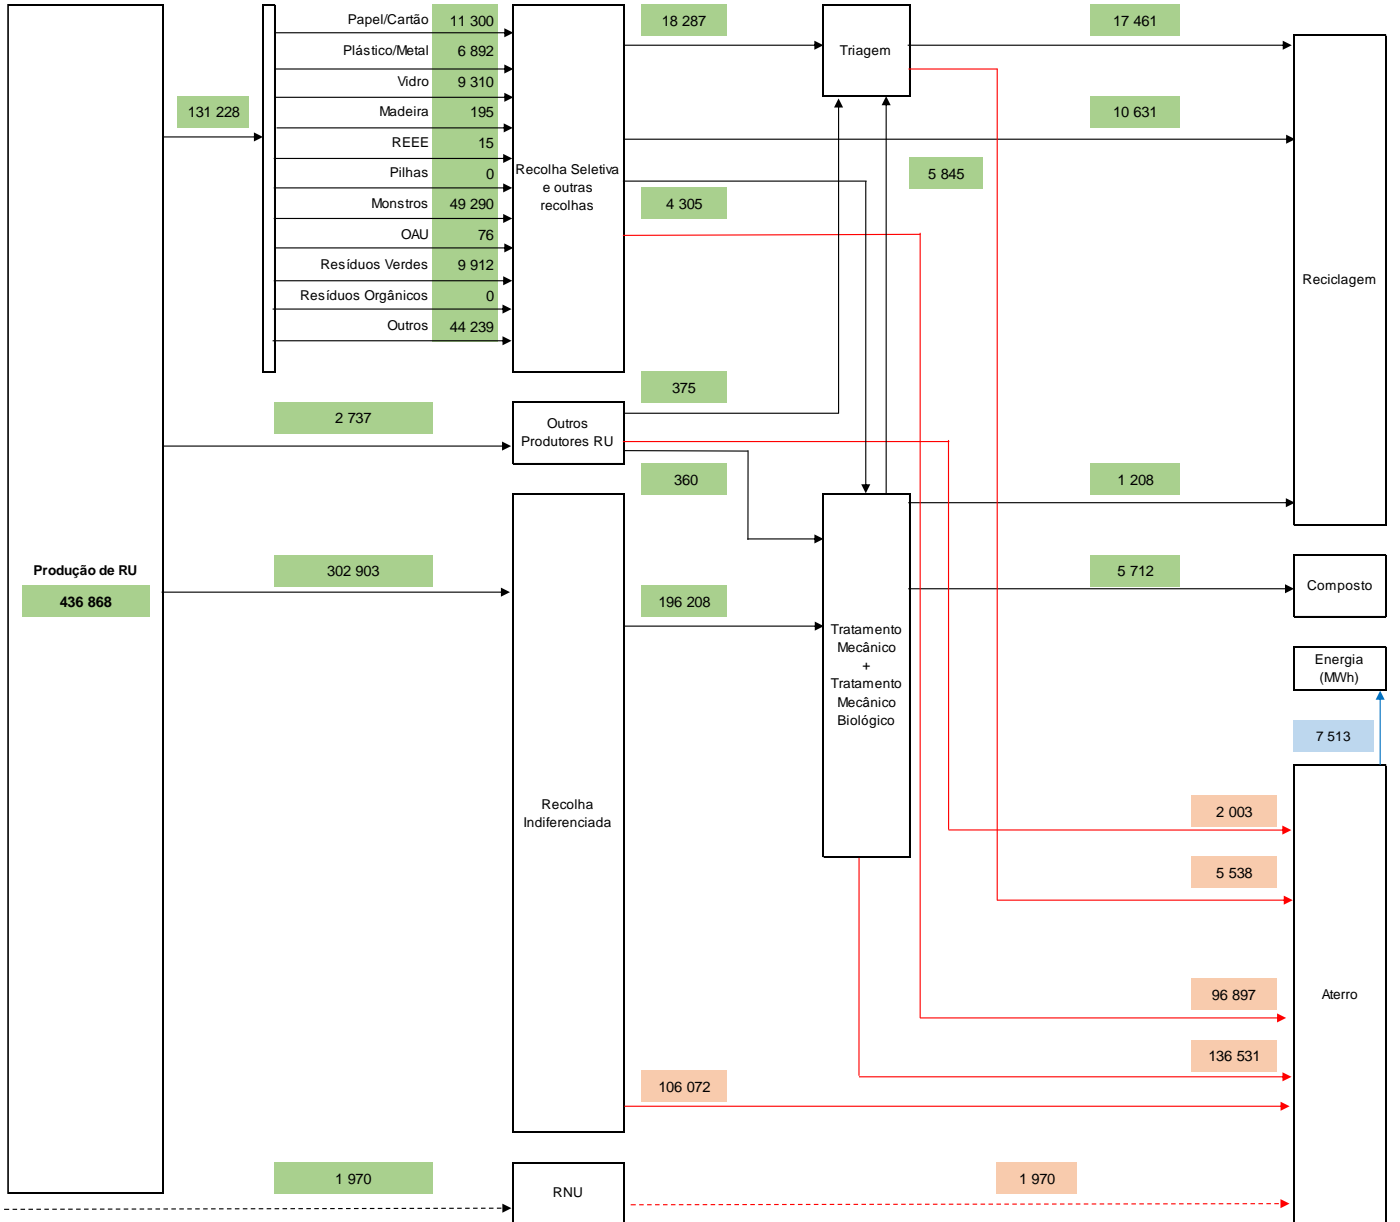 Papel/Cartão 11 300
Plástico/Metal 6 892
Vidro 9 310
Madeira 195
REEE 15
Pilhas 0
Monstros 49 290
OAU 76
Resíduos Verdes 9 912
Resíduos Orgânicos 0
Outros 44 239
131 228
Recolha Seletiva
e outras
recolhas
18 287
Triagem
17 461
10 631
5 845
4 305
Reciclagem
375
2 737
Outros
Produtores RU
360
1 208
Produção de RU
436 868
302 903
196 208
5 712
Composto
Tratamento
Mecânico
+
Tratamento
Mecânico
Biológico
Energia
(MWh)
7 513
Recolha
Indiferenciada
2 003
5 538
96 897
Aterro
136 531
106 072
1 970
RNU
1 970